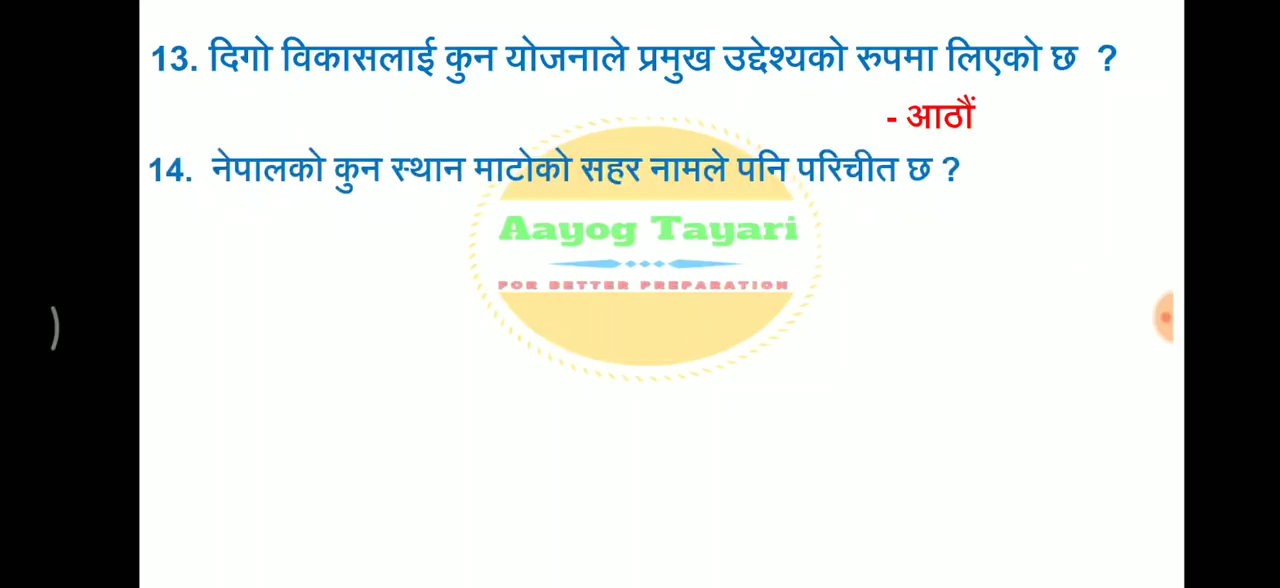 13. दिगो विकासलाई कुन योजनाले प्रमुख उद्देश्यको रुपमा लिएको छ ?
- आठौं
14. नेपालको कुन स्थान माटोको सहर नामले पनि परिचीत छ ?
Aayog Tayari
FOR BETTER PREPARATION